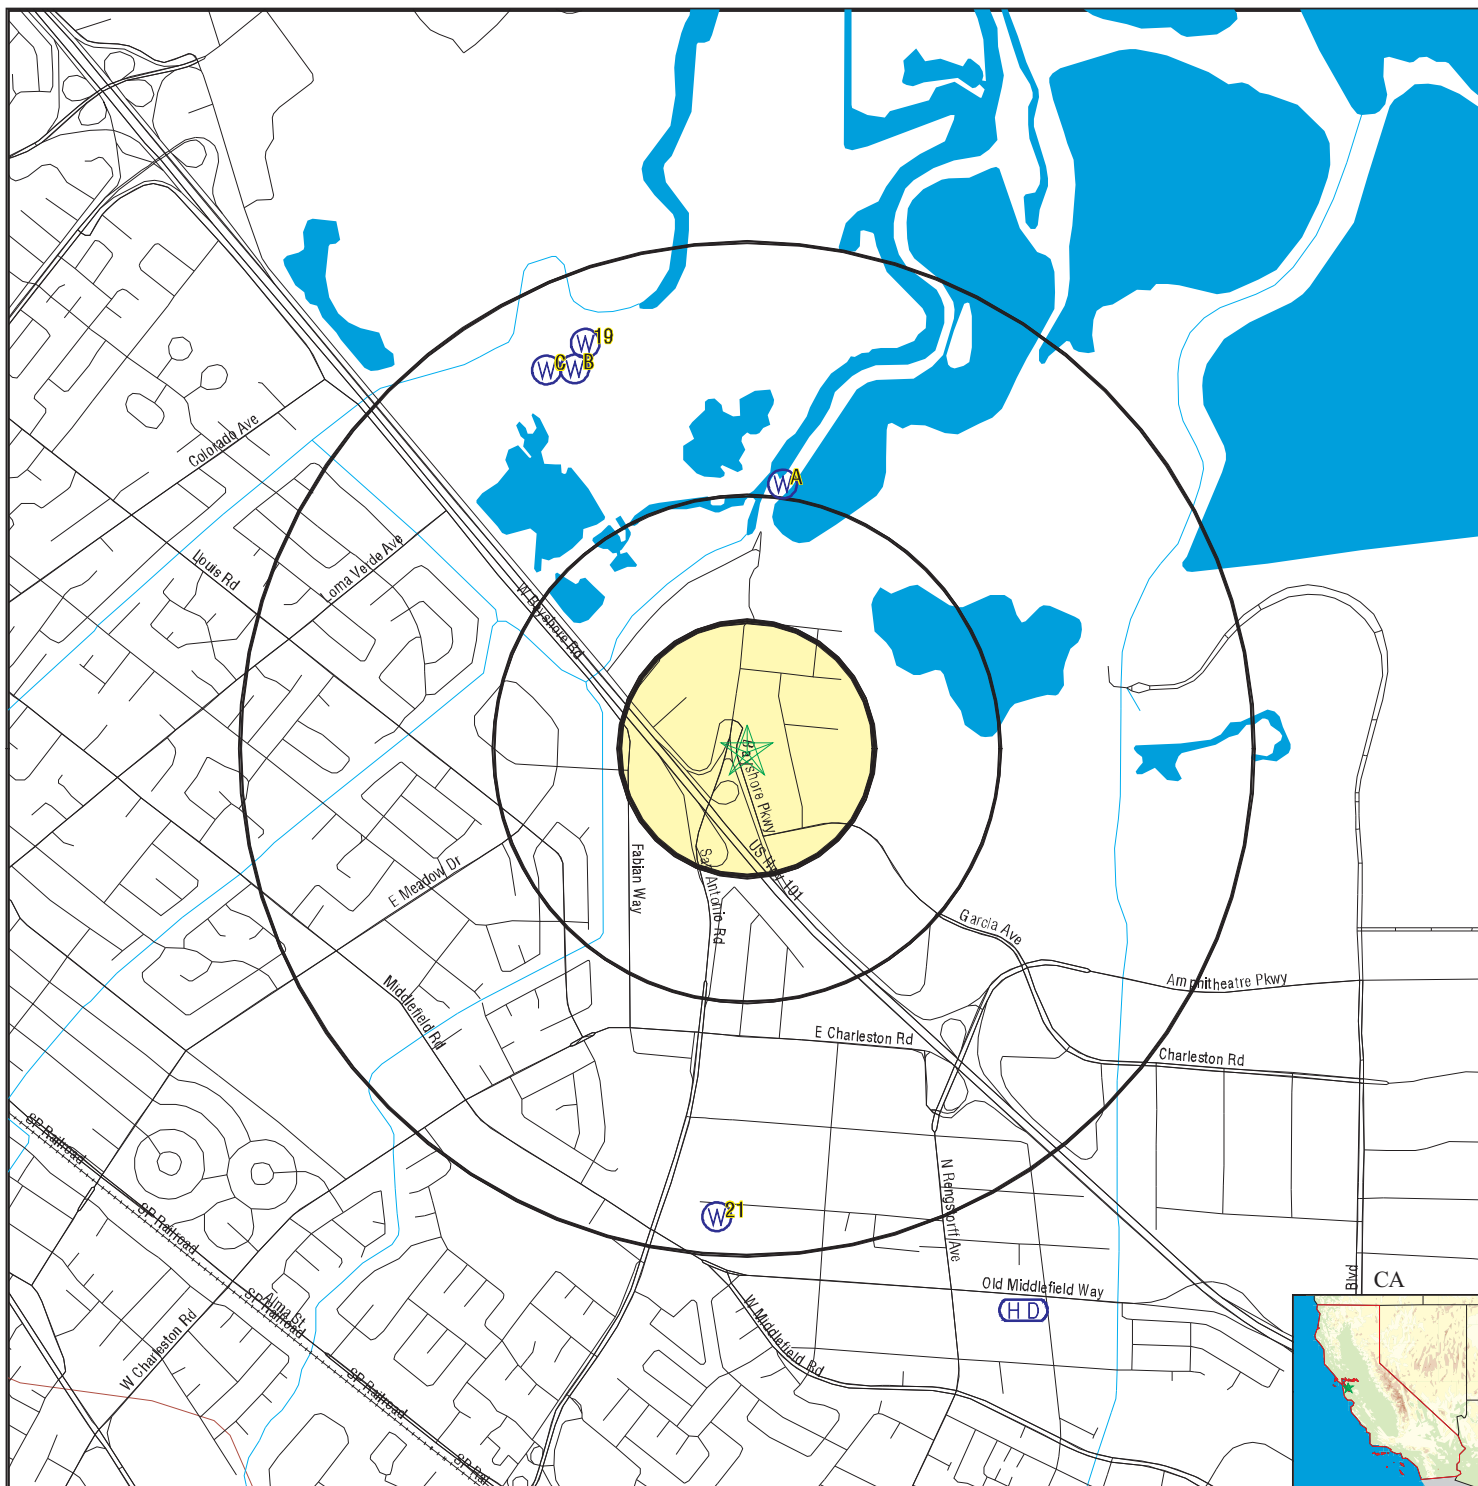 W 19
W C
W B
Colorado Ave
W A
Louis Rd
Loma Verde Ave
W Bayshore Rd
Bayshore Pkwy
US Hwy 101
E Meadow Dr
Fabian Way
San Antonio Rd
Garcia Ave
Middlefield Rd
Amphitheatre Pkwy
E Charleston Rd
Charleston Rd
SP Railroad
SP Railroad
N Rengstorff Ave
W 21
Blvd
CA
Old Middlefield Way
H D
Alma St
SP Railroad
W Charleston Rd
W Middlefield Rd
SP Railroad
SP Rai